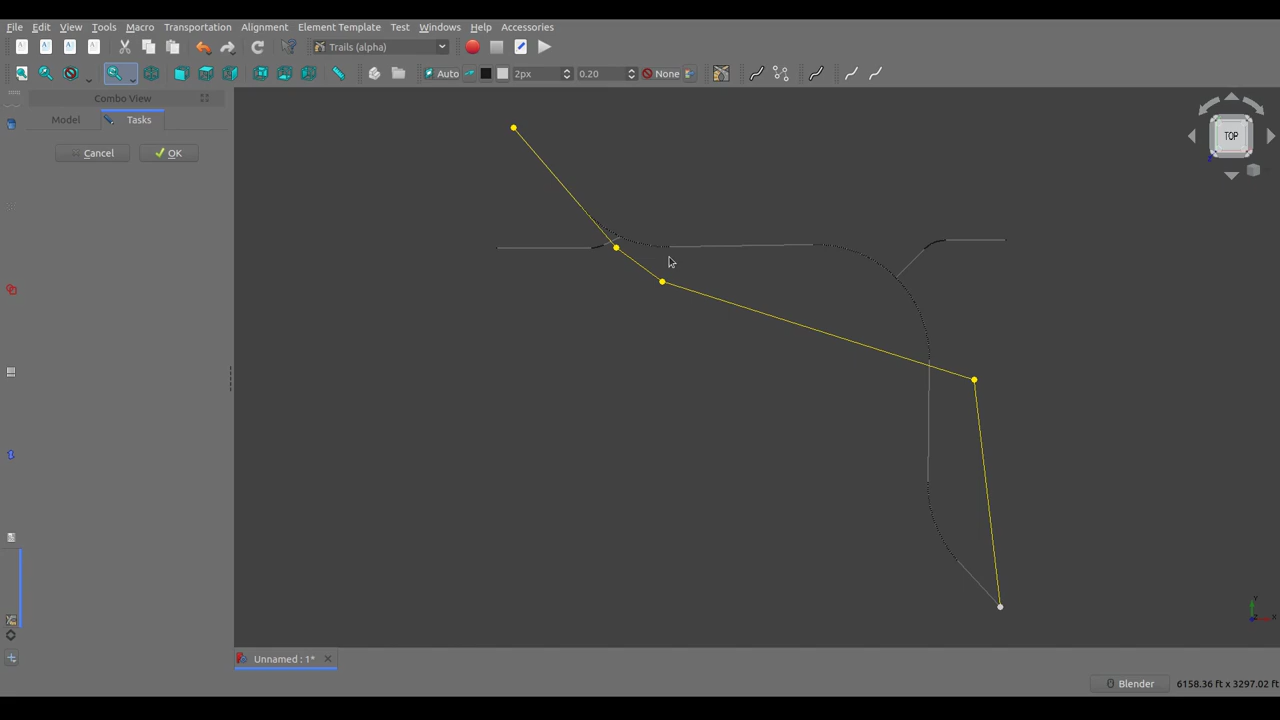 File Edit View Tools Macro Transportation Alignment Element Template Test Windows Help Accessories
Trails (alpha)
Auto 2px 0.20 None
Combo View
Model Tasks
Cancel OK
TOP
Z
Y
X
Unnamed : 1*
Blender 6158.36 ft x 3297.02 ft